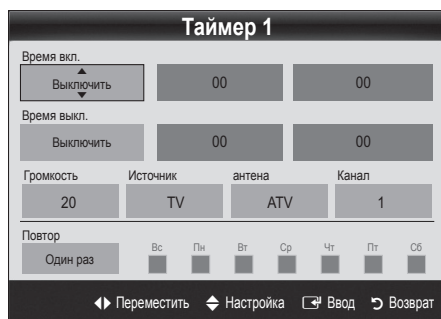 Таймер 1
Время вкл.
Выключить 00 00
Время выкл.
Выключить 00 00
Громкость Источник антена Канал
20 TV ATV 1
Повтор
Вс Пн Вт Ср Чт Пт Сб
Один раз
Переместить Настройка Ввод Возврат